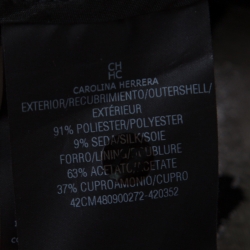 CH
HC
CAROLINA HERRERA
EXTERIOR/RECUBRIMIENTO/OUTERSHELL/
EXTÉRIEUR
91% POLIESTER/POLYESTER
9% SEDA/SILK/SOIE
FORRO/LINING/DOUBLURE
63% ACETATO/ACETATE
37% CUPROAMONIO/CUPRO
42CM480900272-420352